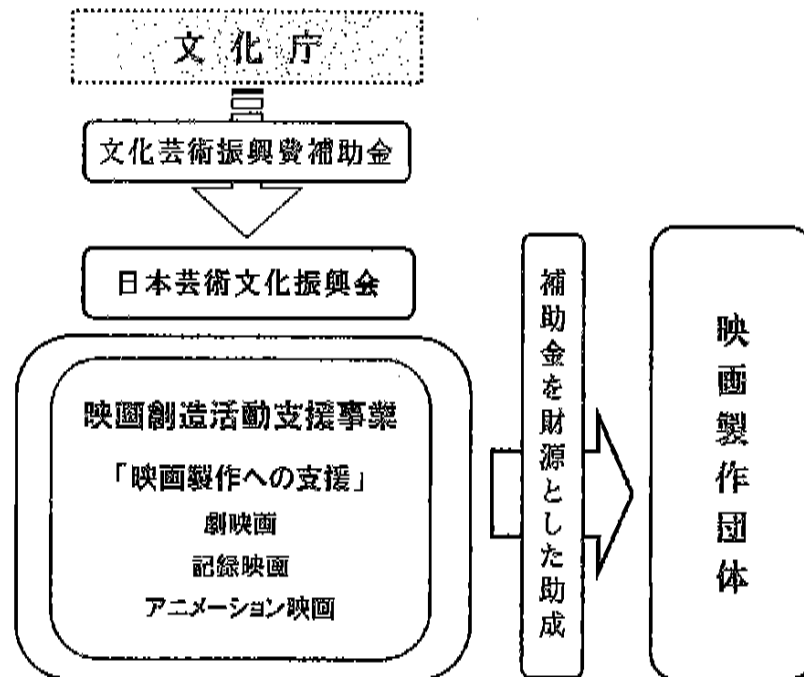 文化庁
文化芸術振興費補助金
日本芸術文化振興会
映画創造活動支援事業
「映画製作への支援」
劇映画
記録映画
アニメーション映画
補助金を財源とした助成
映画製作団体